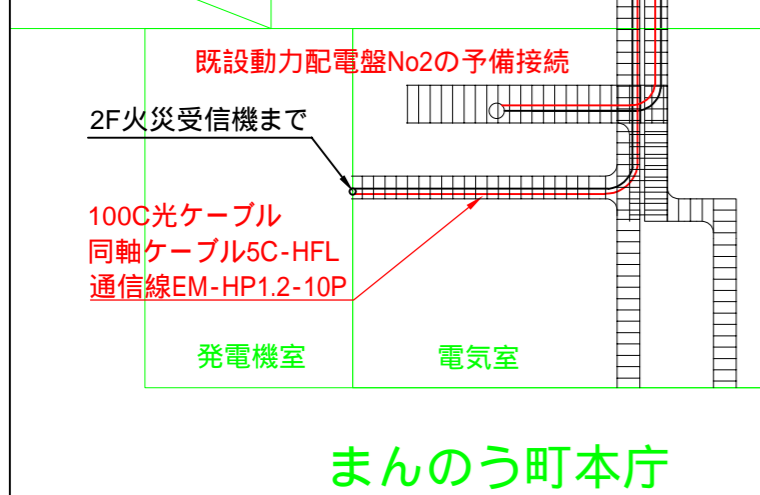 既設動力配電盤No2の予備接続
2F火災受信機まで
100C光ケーブル
同軸ケーブル5C-HFL
通信線EM-HP1.2-10P
発電機室
電気室
まんのう町本庁